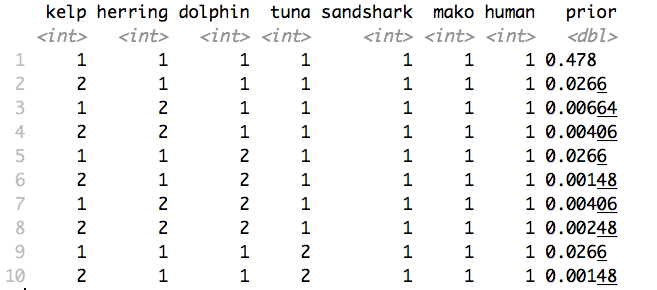 kelp herring dolphin tuna sandshark mako human prior
<int> <int> <int> <int> <int> <int> <int> <dbl>
1 1 1 1 1 1 1 1 0.478
2 2 1 1 1 1 1 1 0.0266
3 1 2 1 1 1 1 1 0.00664
4 2 2 1 1 1 1 1 0.00406
5 1 1 2 1 1 1 1 0.0266
6 2 1 2 1 1 1 1 0.00148
7 1 2 2 1 1 1 1 0.00406
8 2 2 2 1 1 1 1 0.00248
9 1 1 1 2 1 1 1 0.0266
10 2 1 1 2 1 1 1 0.00148